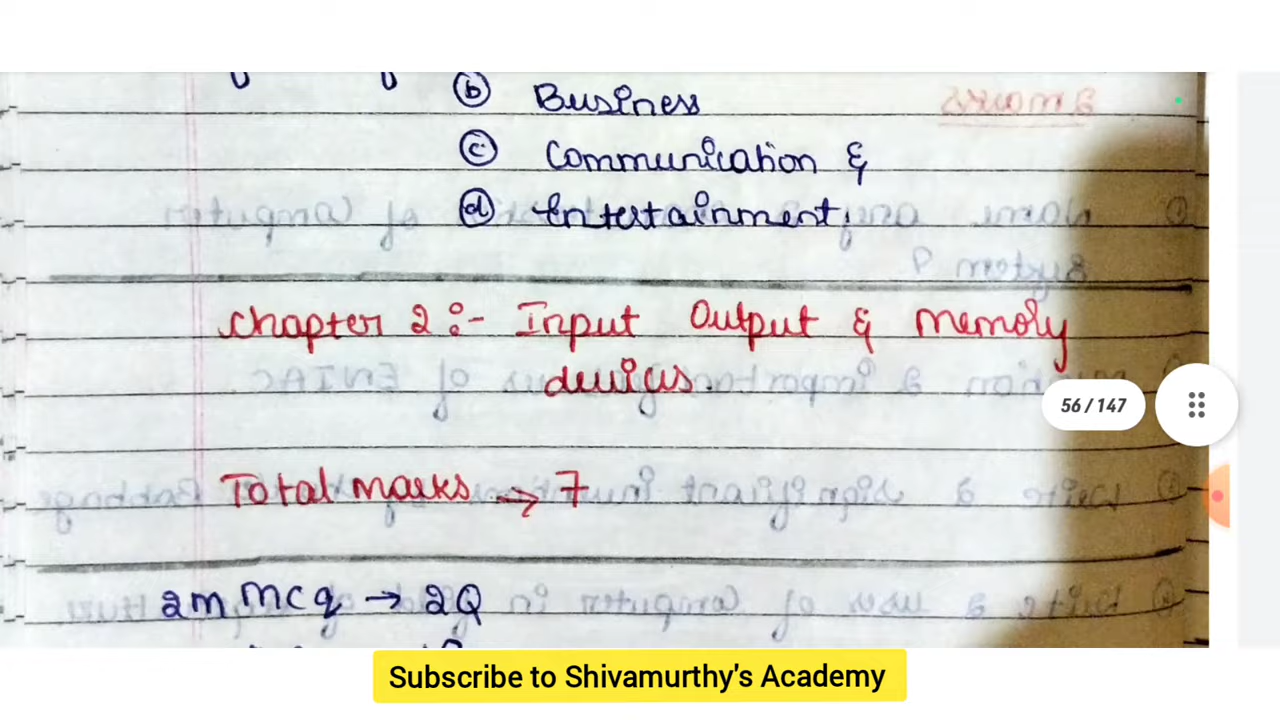 ⓑ Business
ⓒ Communication &
ⓓ Entertainment.
Chapter 2 :- Input Output & Memory
devices.
56 / 147
Total marks → 7
2m mcq → 2Q
Subscribe to Shivamurthy's Academy